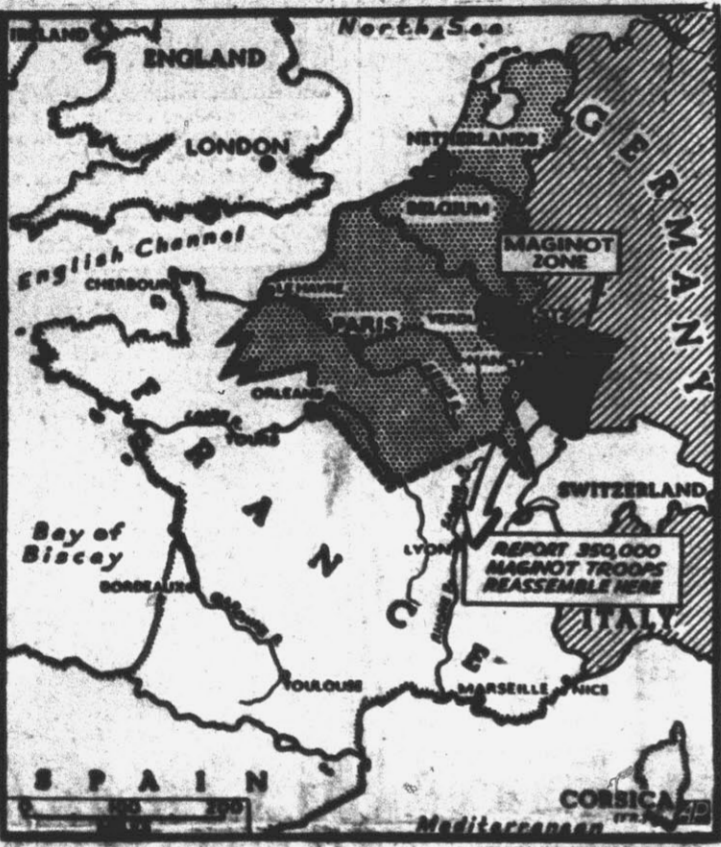 IRELAND
North Sea
ENGLAND
LONDON
NETHERLANDS
GERMANY
BELGIUM
English Channel
MAGINOT
ZONE
CHERBOURG
LE HAVRE
PARIS
ORLEANS
TOURS
FRANCE
SWITZERLAND
Bay of
Biscay
LYON
REPORT 350,000
MAGINOT TROOPS
REASSEMBLE HERE
BORDEAUX
ITALY
TOULOUSE
MARSEILLE
NICE
SPAIN
0 100 200
CORSICA
Mediterranean